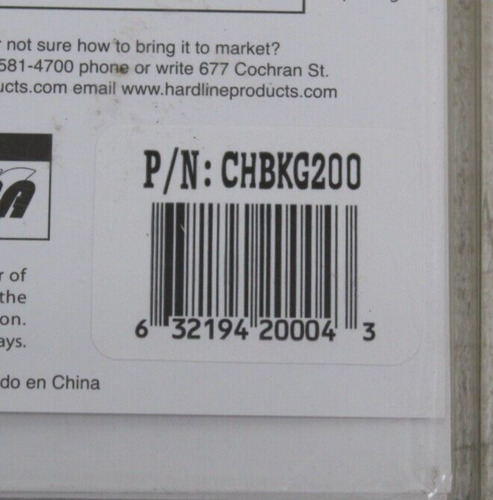 not sure how to bring it to market?
581-4700 phone or write 677 Cochran St.
ucts.com email www.hardlineproducts.com
P/N: CHBKG200
6 32194 20004 3
r of
the
on.
ays.
do en China